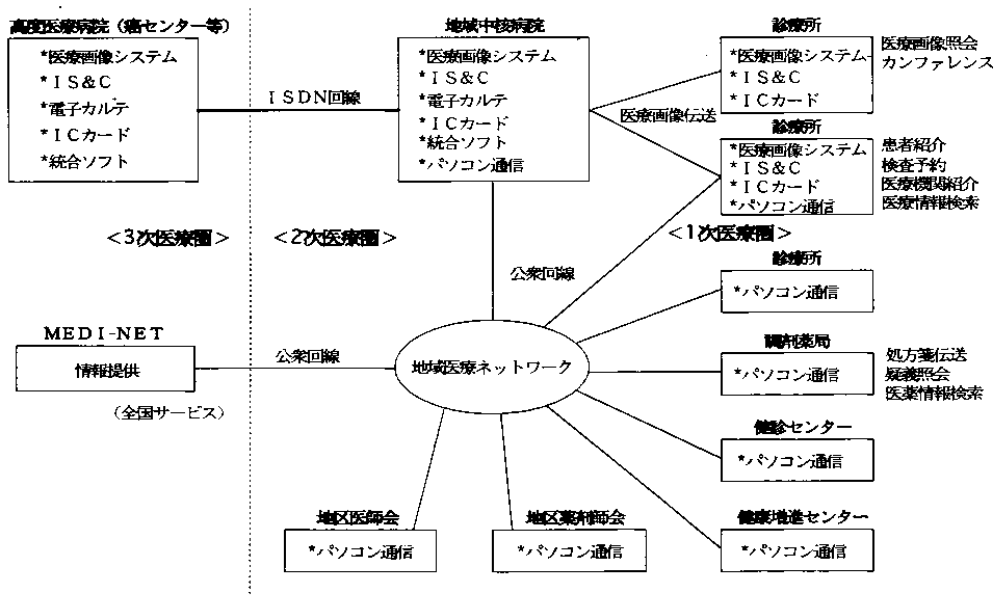 高度医療病院（癌センター等）
*医療画像システム
*ＩＳ&Ｃ
*電子カルテ
*ＩＣカード
*統合ソフト
ＩＳＤＮ回線
地域中核病院
*医療画像システム
*ＩＳ&Ｃ
*電子カルテ
*ＩＣカード
*統合ソフト
*パソコン通信
医療画像伝送
診療所
*医療画像システム
*ＩＳ&Ｃ
*ＩＣカード
医療画像照会
カンファレンス
診療所
*医療画像システム
*ＩＳ&Ｃ
*ＩＣカード
*パソコン通信
患者紹介
検査予約
医療機関紹介
医療情報検索
＜3次医療圏＞
＜2次医療圏＞
＜1次医療圏＞
公衆回線
診療所
*パソコン通信
ＭＥＤＩ-ＮＥＴ
情報提供
（全国サービス）
公衆回線
地域医療ネットワーク
調剤薬局
*パソコン通信
処方箋伝送
疑義照会
医薬情報検索
健診センター
*パソコン通信
地区医師会
*パソコン通信
地区薬剤師会
*パソコン通信
健康増進センター
*パソコン通信